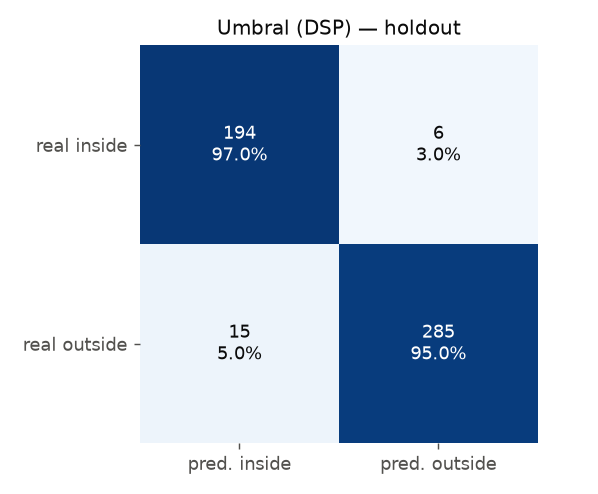 Umbral (DSP) — holdout
real inside
194
97.0%
6
3.0%
real outside
15
5.0%
285
95.0%
pred. inside
pred. outside